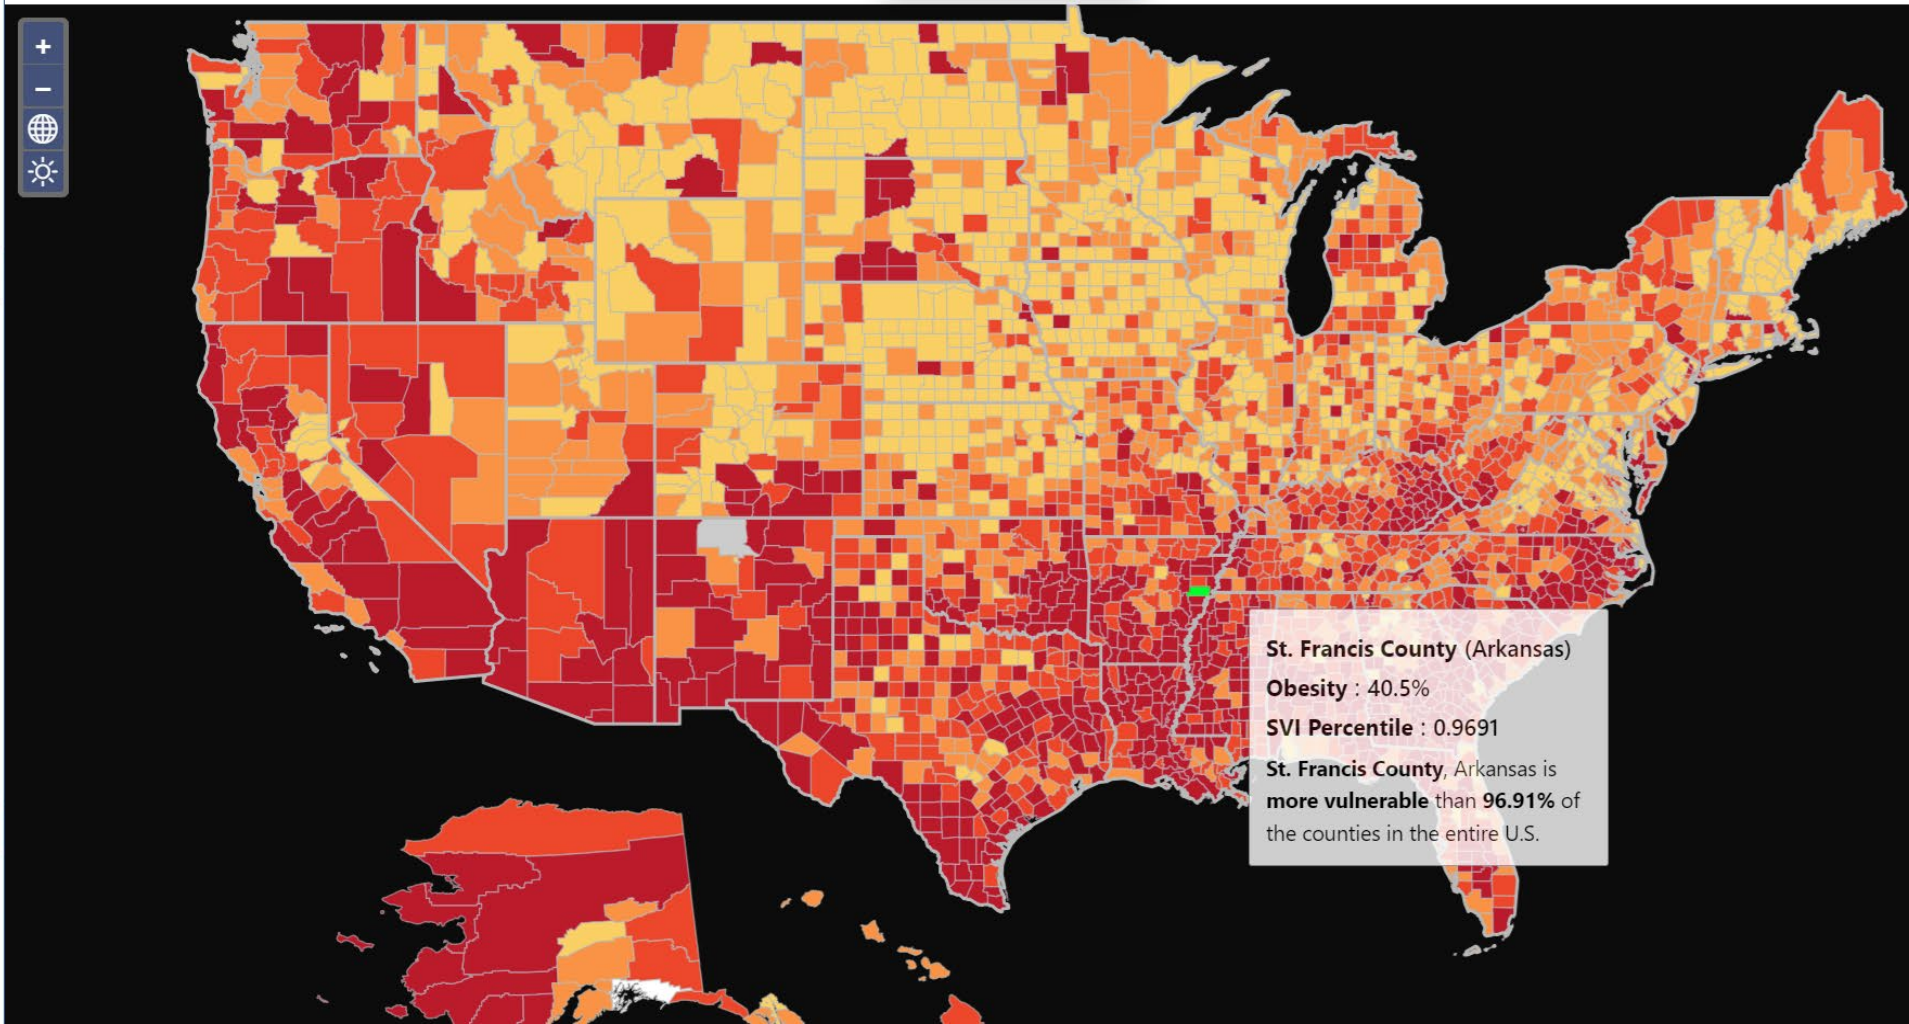 +
−
St. Francis County (Arkansas)
Obesity : 40.5%
SVI Percentile : 0.9691
St. Francis County, Arkansas is
more vulnerable than 96.91% of
the counties in the entire U.S.